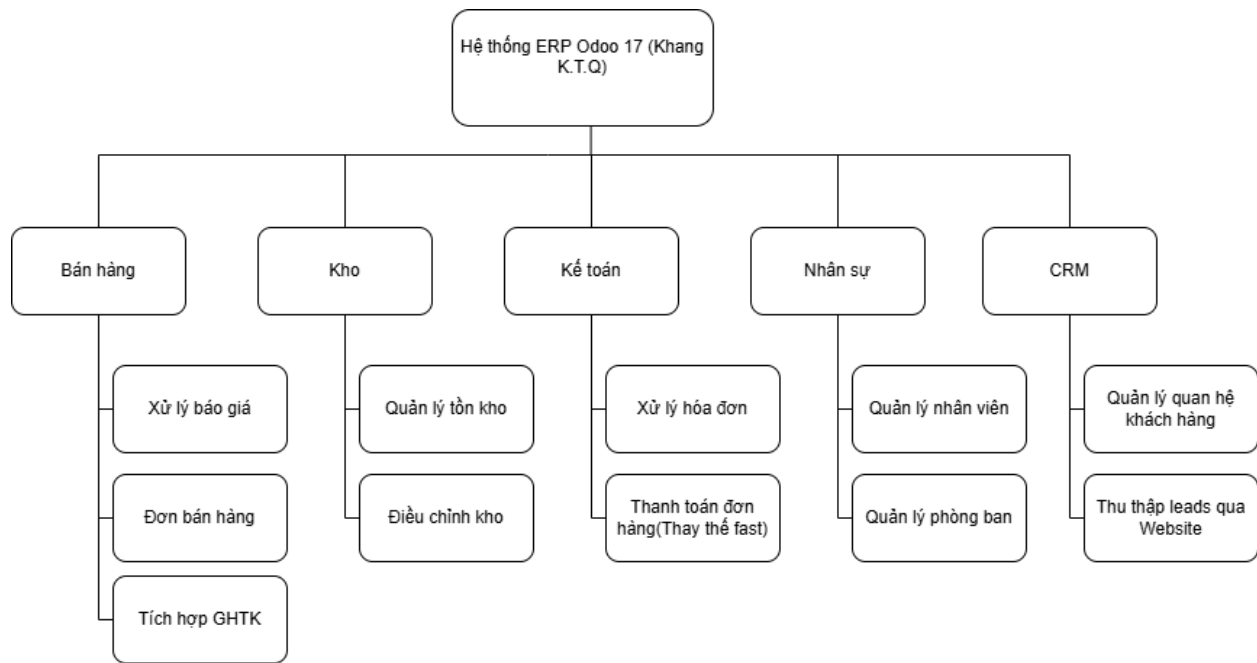 Hệ thống ERP Odoo 17 (Khang
K.T.Q)
Bán hàng
Kho
Kế toán
Nhân sự
CRM
Xử lý báo giá
Quản lý tồn kho
Xử lý hóa đơn
Quản lý nhân viên
Quản lý quan hệ
khách hàng
Đơn bán hàng
Điều chỉnh kho
Thanh toán đơn
hàng(Thay thế fast)
Quản lý phòng ban
Thu thập leads qua
Website
Tích hợp GHTK